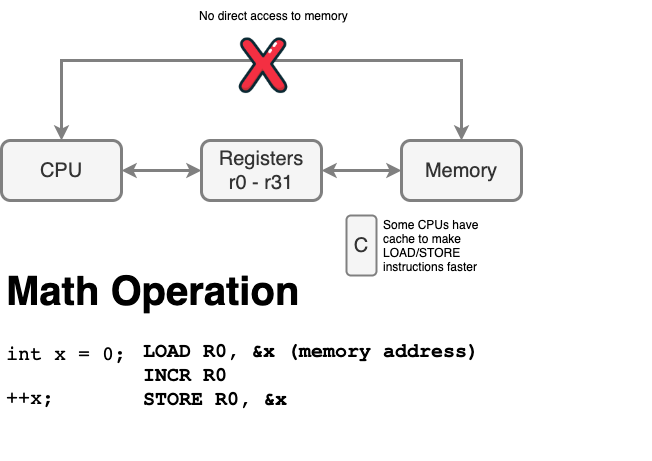 No direct access to memory
CPU
Registers
r0 - r31
Memory
C
Some CPUs have
cache to make
LOAD/STORE
instructions faster
Math Operation
int x = 0; LOAD R0, &x (memory address)
INCR R0
++x; STORE R0, &x